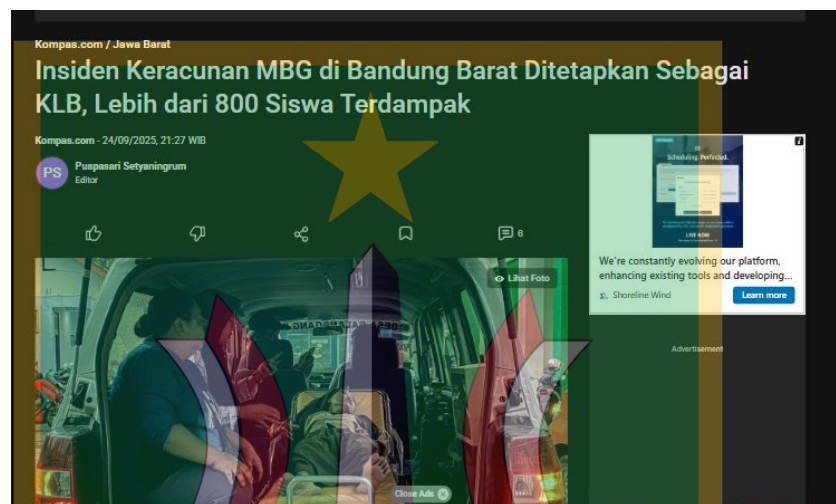 Kompas.com / Jawa Barat
Insiden Keracunan MBG di Bandung Barat Ditetapkan Sebagai
KLB, Lebih dari 800 Siswa Terdampak
Kompas.com - 24/09/2025, 21:27 WIB
PS
Puspasari Setyaningrum
Editor
6
Lihat Foto
Scheduling. Perfected.
LIVE NOW
We're constantly evolving our platform,
enhancing existing tools and developing...
Shoreline Wind
Learn more
Advertisement
Close Ads